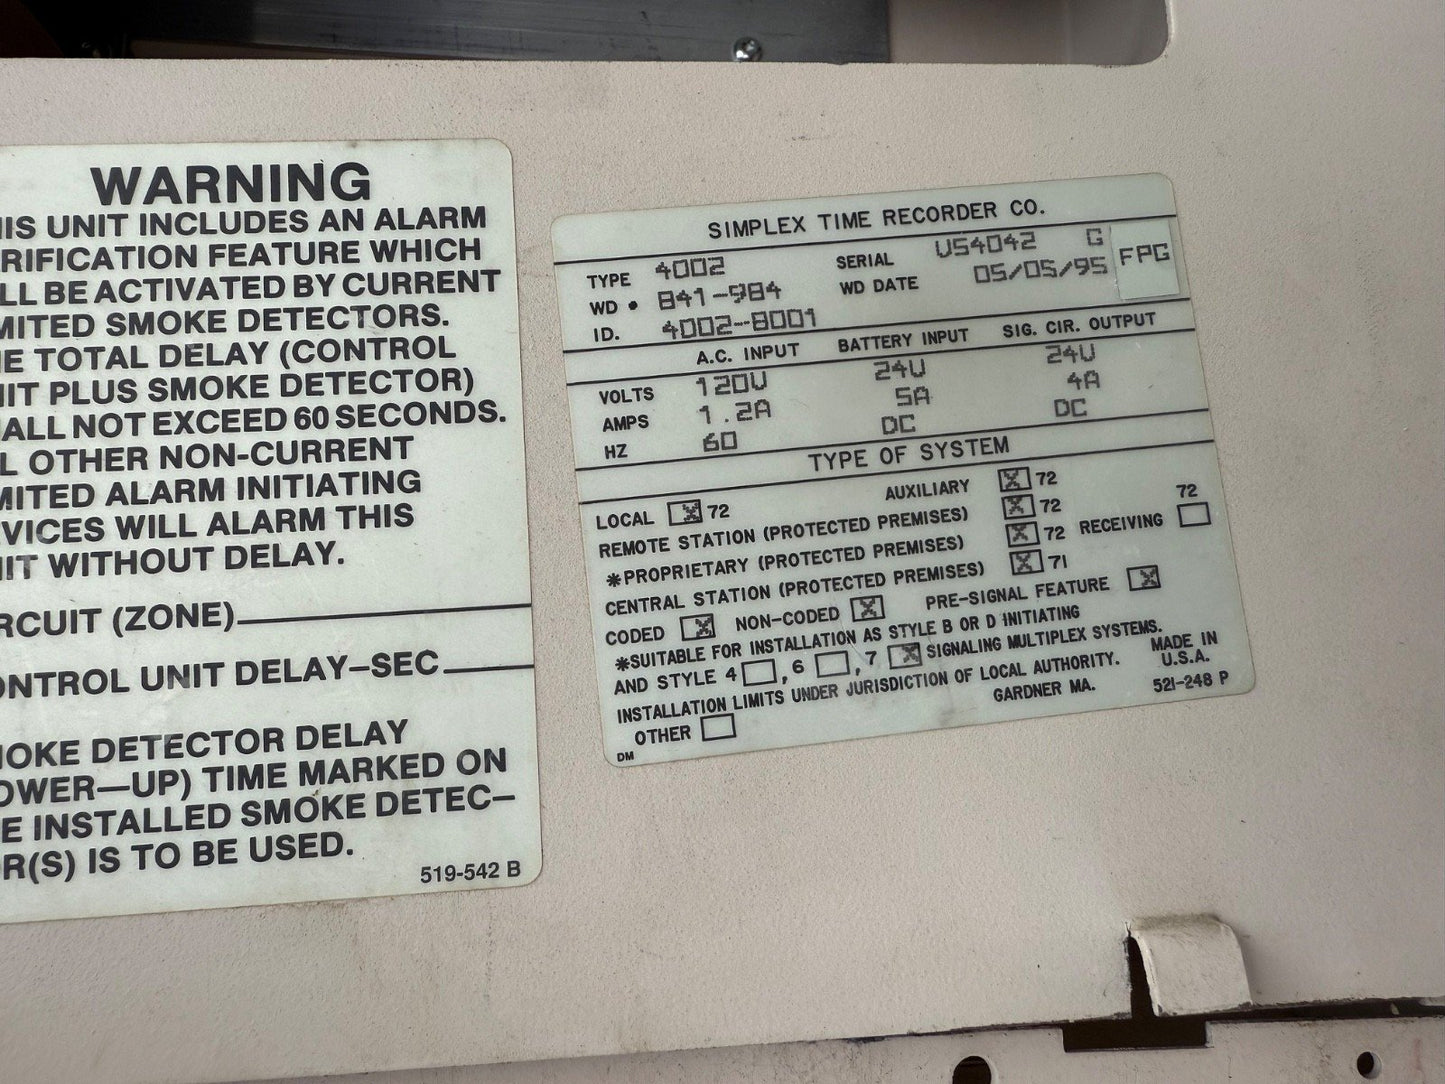 WARNING
IS UNIT INCLUDES AN ALARM
RIFICATION FEATURE WHICH
LL BE ACTIVATED BY CURRENT
MITED SMOKE DETECTORS.
E TOTAL DELAY (CONTROL
IT PLUS SMOKE DETECTOR)
ALL NOT EXCEED 60 SECONDS.
L OTHER NON-CURRENT
MITED ALARM INITIATING
VICES WILL ALARM THIS
IT WITHOUT DELAY.
RCUIT (ZONE)
ONTROL UNIT DELAY-SEC
OKE DETECTOR DELAY
OWER—UP) TIME MARKED ON
E INSTALLED SMOKE DETEC-
R(S) IS TO BE USED.
519-542 B
SIMPLEX TIME RECORDER CO.
TYPE 4002 SERIAL US4042 G
WD • 841-984 WD DATE 05/05/95 FPG
ID. 4002-8001
A.C. INPUT BATTERY INPUT SIG. CIR. OUTPUT
VOLTS 120V 24V 24V
AMPS 1.2A 5A 4A
HZ 60 DC DC
TYPE OF SYSTEM
LOCAL 72 AUXILIARY 72
REMOTE STATION (PROTECTED PREMISES) 72 72
*PROPRIETARY (PROTECTED PREMISES) 72 RECEIVING
CENTRAL STATION (PROTECTED PREMISES) 71
CODED NON-CODED PRE-SIGNAL FEATURE
*SUITABLE FOR INSTALLATION AS STYLE B OR D INITIATING
AND STYLE 4 , 6 , 7 SIGNALING MULTIPLEX SYSTEMS.
INSTALLATION LIMITS UNDER JURISDICTION OF LOCAL AUTHORITY. MADE IN
U.S.A.
OTHER GARDNER MA. 521-248 P
DM